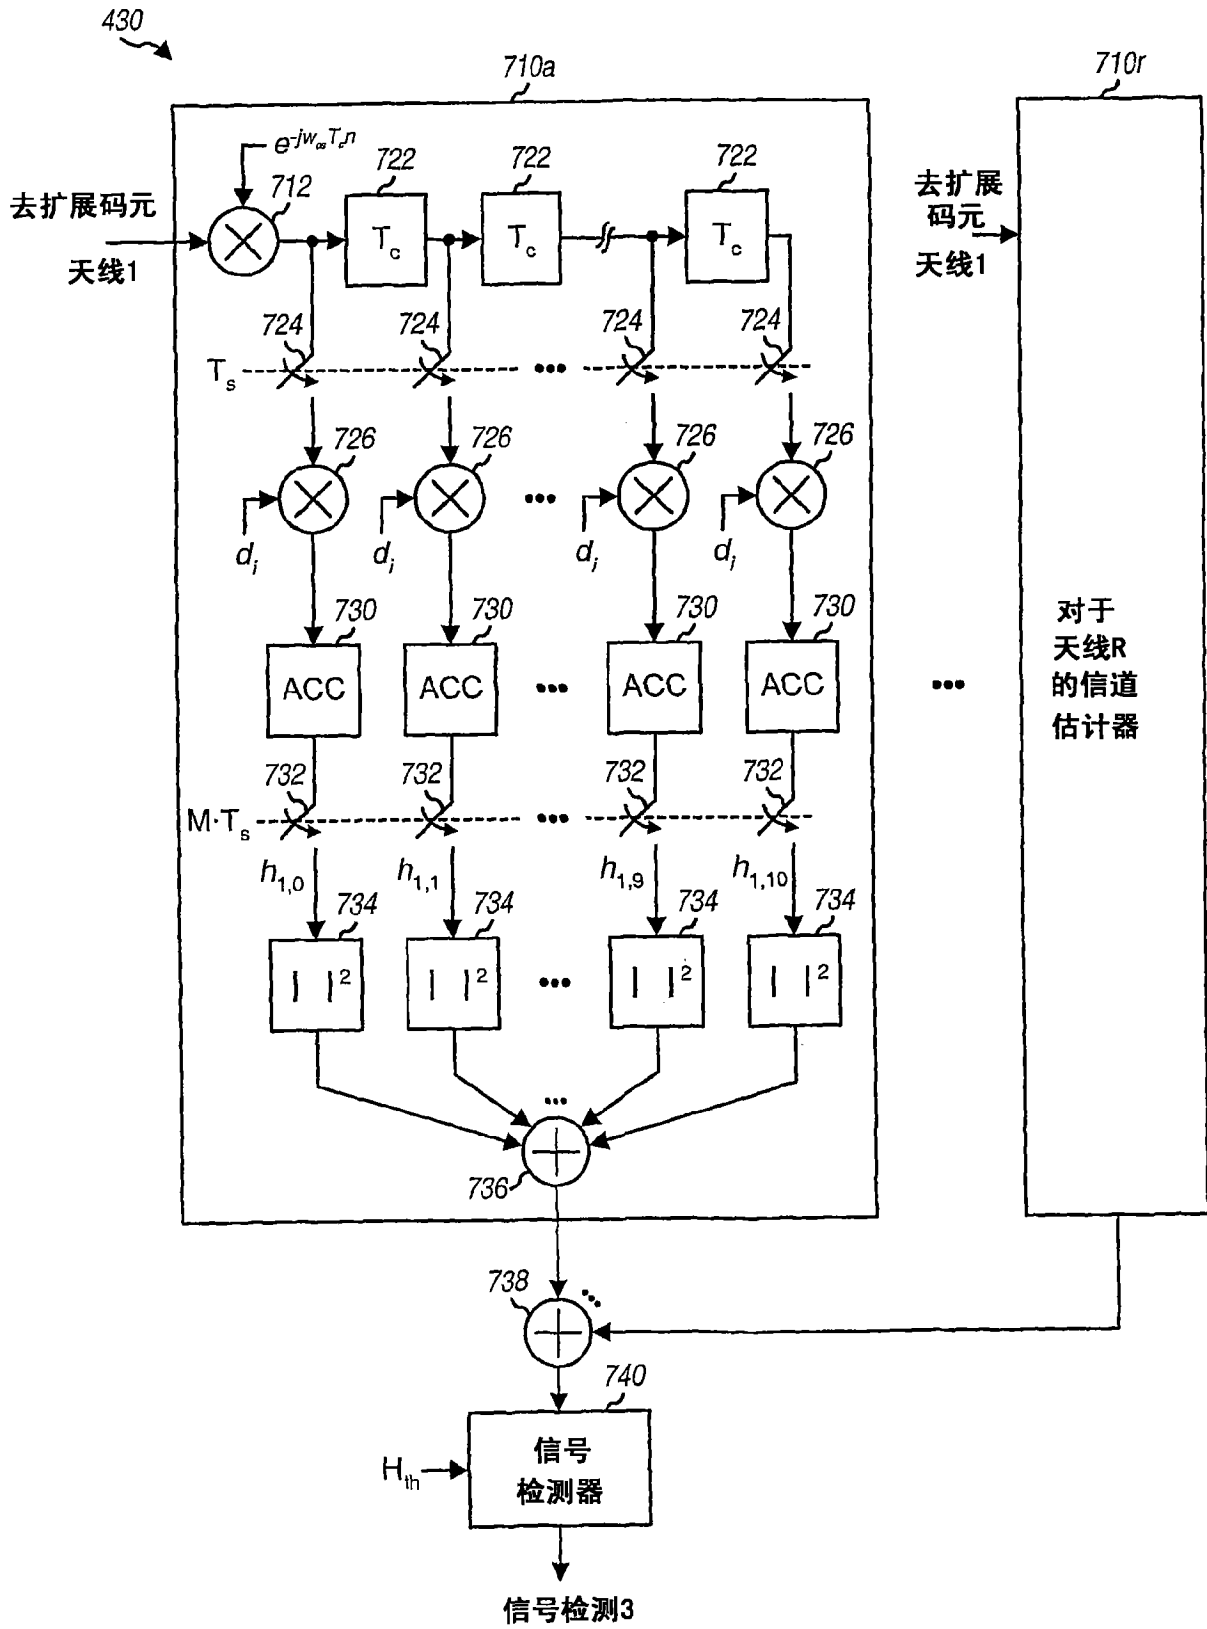 430
710a
710r
e^{-jω_{os}T_c n}
712
722
722
722
去扩展码元
天线1
T_c
T_c
T_c
去扩展
码元
天线1
724
724
724
724
T_s
...
726
726
726
726
...
d_i
d_i
d_i
d_i
730
730
730
730
ACC
ACC
...
ACC
ACC
...
对于
天线R
的信道
估计器
732
732
732
732
M·T_s
...
h_{1,0}
h_{1,1}
h_{1,9}
h_{1,10}
734
734
734
734
| |²
| |²
...
| |²
| |²
...
736
738
...
740
H_{th}
信号
检测器
信号检测3